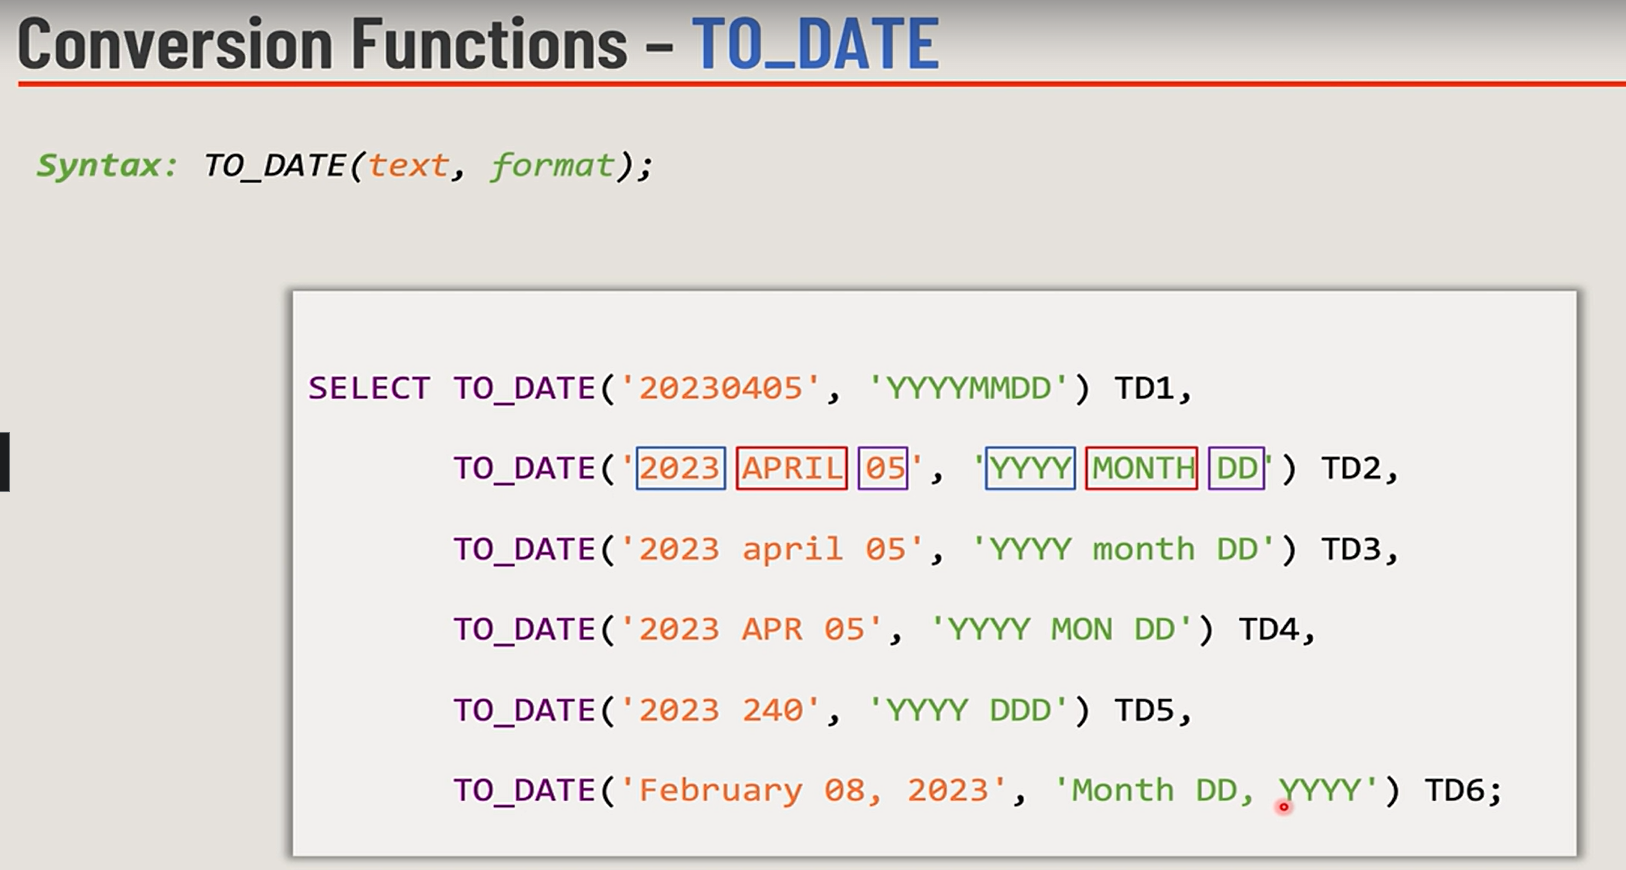 Conversion Functions – TO_DATE
Syntax: TO_DATE(text, format);
SELECT TO_DATE('20230405', 'YYYYMMDD') TD1,
TO_DATE('2023 APRIL 05', 'YYYY MONTH DD') TD2,
TO_DATE('2023 april 05', 'YYYY month DD') TD3,
TO_DATE('2023 APR 05', 'YYYY MON DD') TD4,
TO_DATE('2023 240', 'YYYY DDD') TD5,
TO_DATE('February 08, 2023', 'Month DD, YYYY') TD6;